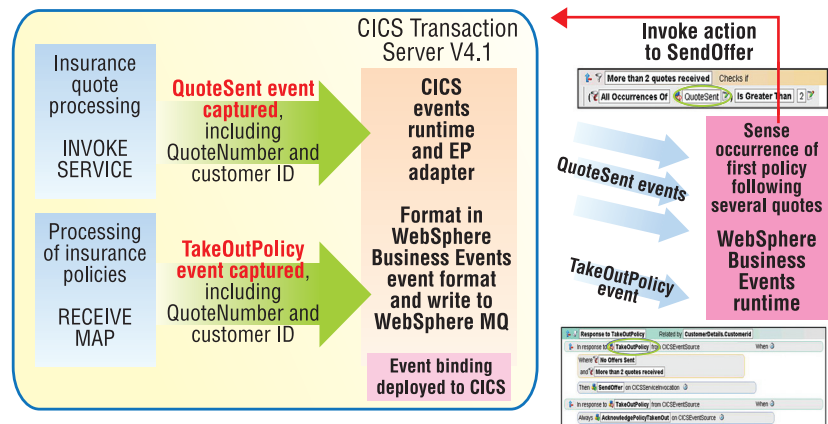 CICS Transaction
Server V4.1
Insurance
quote
processing
INVOKE
SERVICE
QuoteSent event
captured,
including
QuoteNumber and
customer ID
CICS
events
runtime
and EP
adapter
Processing
of insurance
policies
RECEIVE
MAP
TakeOutPolicy
event captured,
including
QuoteNumber and
customer ID
Format in
WebSphere
Business Events
event format
and write to
WebSphere MQ
Event binding
deployed to CICS
Invoke action
to SendOffer
More than 2 quotes received Checks if
( All Occurrences Of QuoteSent ) Is Greater Than 2
QuoteSent events
TakeOutPolicy
event
Sense
occurrence of
first policy
following
several quotes
WebSphere
Business
Events
runtime
Response to TakeOutPolicy Related by CustomerDetails.Customerid
In response to TakeOutPolicy from CICSEventSource When
Where No Offers Sent
and More than 2 quotes received
Then SendOffer on CICSServiceInvocation
In response to TakeOutPolicy from CICSEventSource When
Always AcknowledgePolicyTakenOut on CICSEventSource